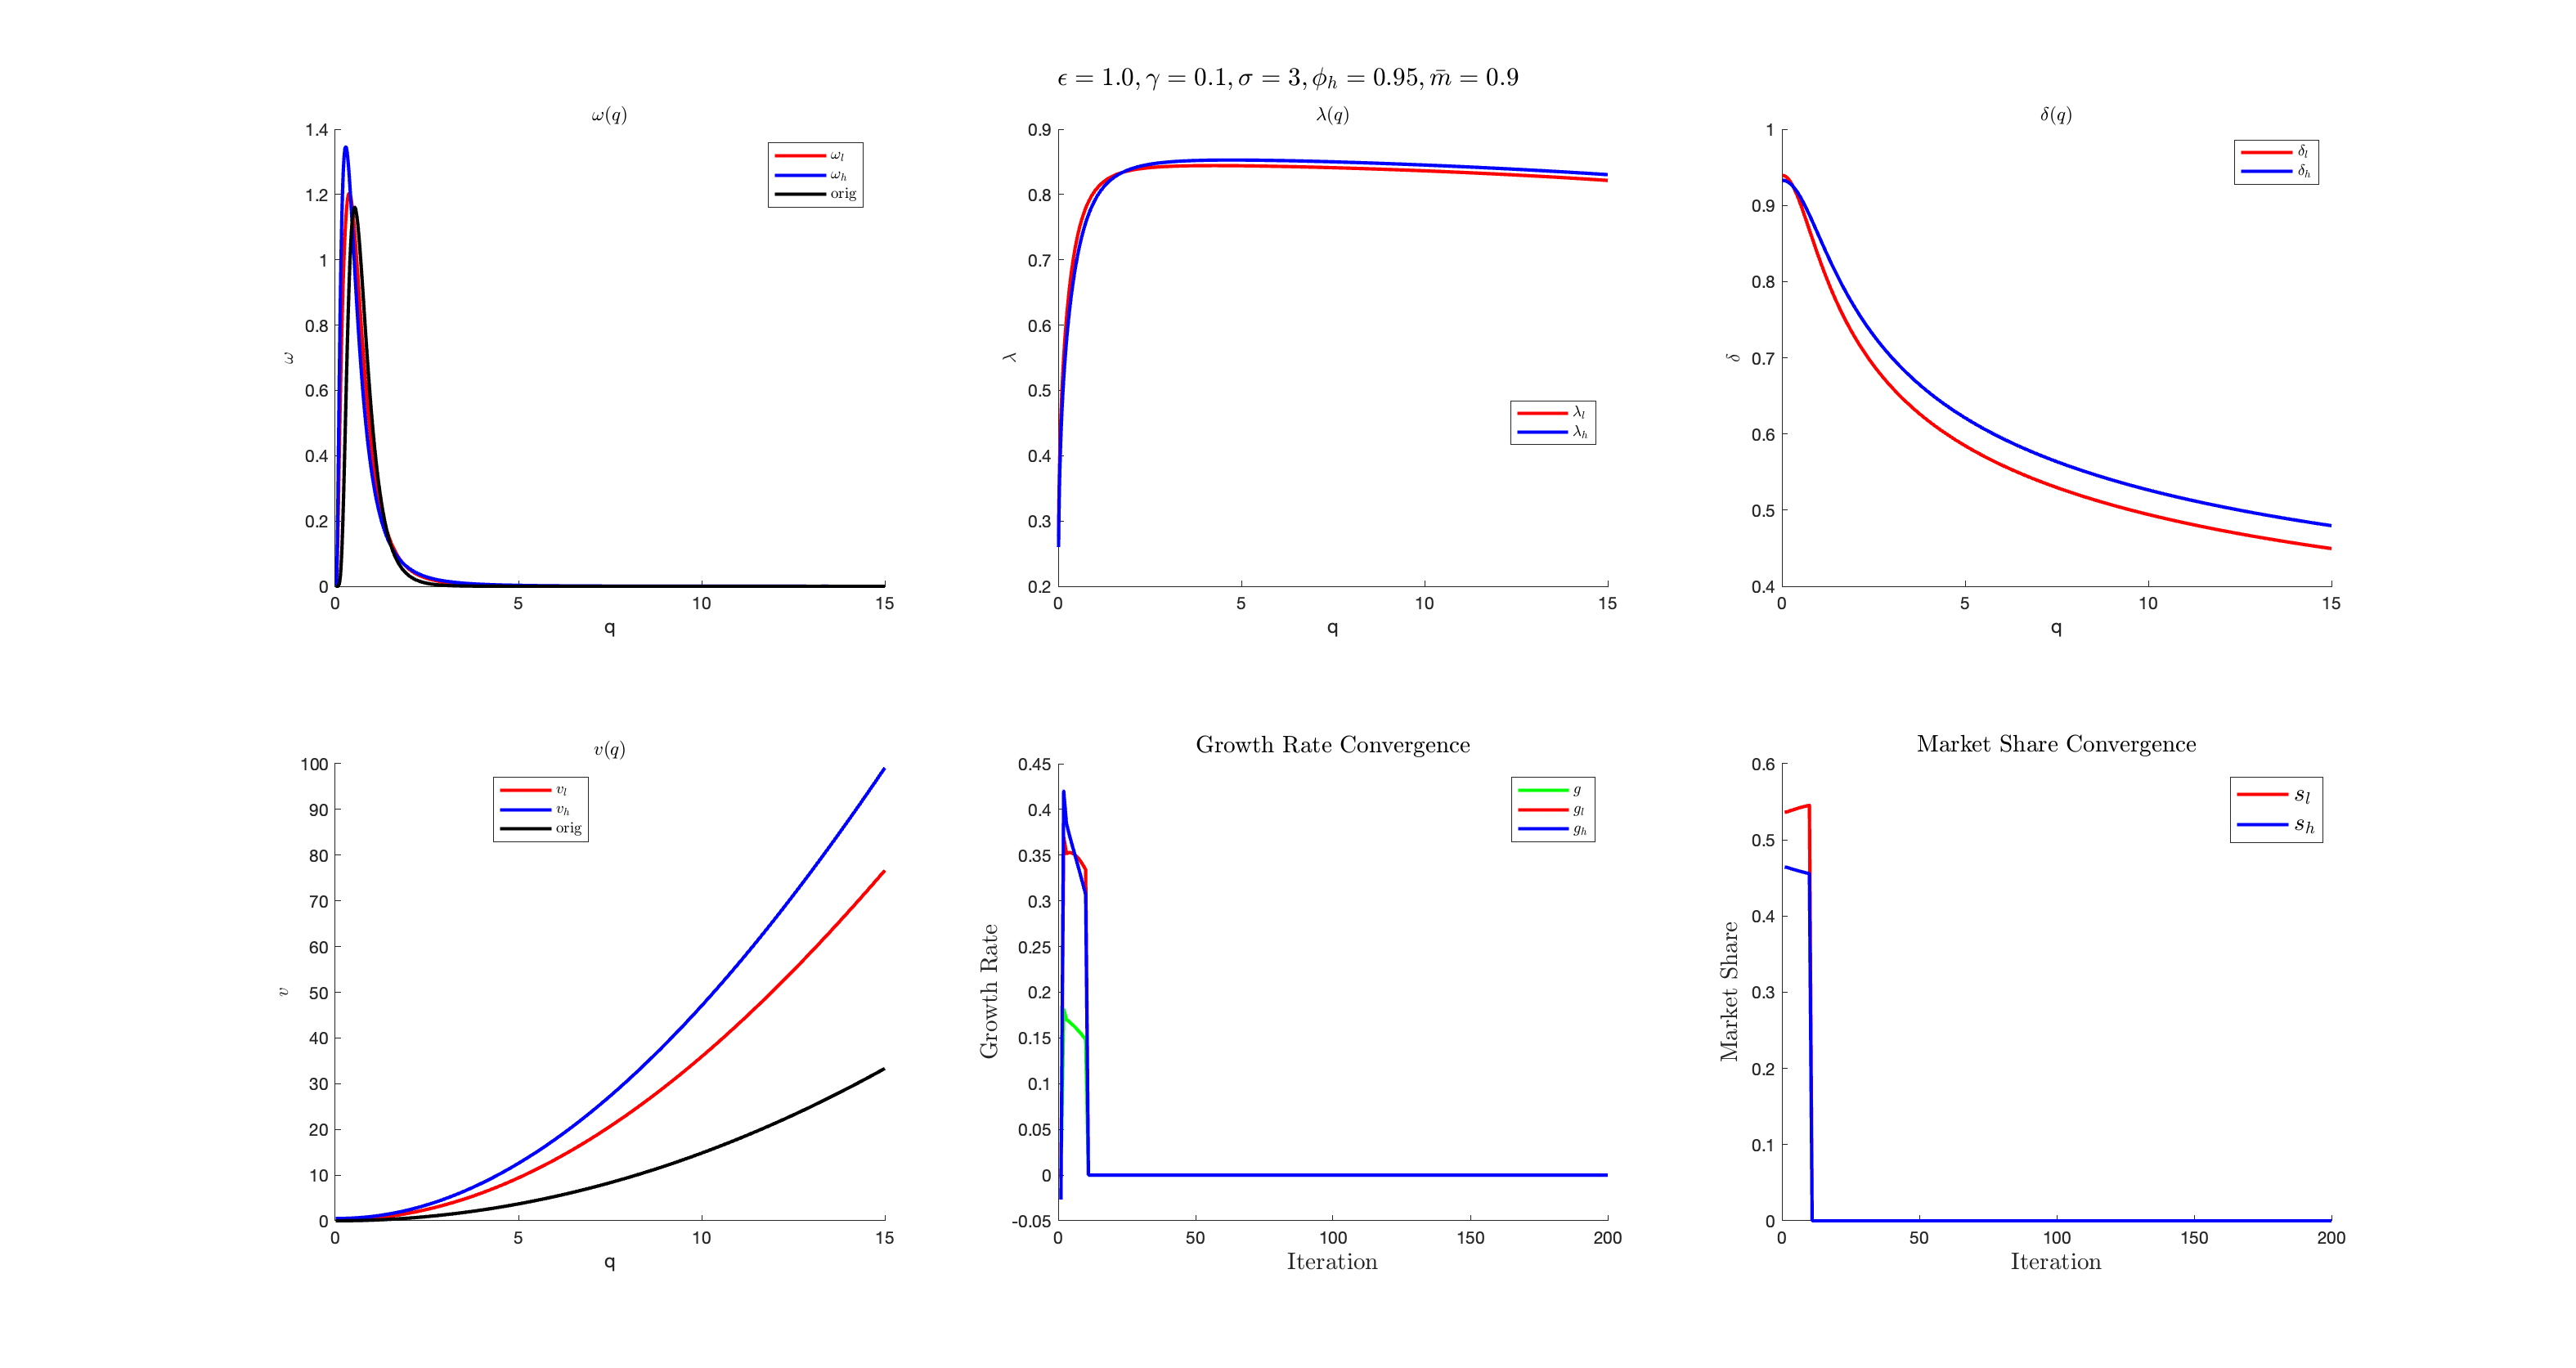 ϵ = 1.0, γ = 0.1, σ = 3, ϕ_h = 0.95, m̄ = 0.9
ω(q)
1.4
1.2
1
0.8
0.6
0.4
0.2
0
ω
0 5 10 15
q
ω_l
ω_h
orig
λ(q)
0.9
0.8
0.7
0.6
0.5
0.4
0.3
0.2
λ
0 5 10 15
q
λ_l
λ_h
δ(q)
1
0.9
0.8
0.7
0.6
0.5
0.4
δ
0 5 10 15
q
δ_l
δ_h
v(q)
100
90
80
70
60
50
40
30
20
10
0
v
0 5 10 15
q
v_l
v_h
orig
Growth Rate Convergence
0.45
0.4
0.35
0.3
0.25
0.2
0.15
0.1
0.05
0
-0.05
Growth Rate
0 50 100 150 200
Iteration
g
g_l
g_h
Market Share Convergence
0.6
0.5
0.4
0.3
0.2
0.1
0
Market Share
0 50 100 150 200
Iteration
s_l
s_h